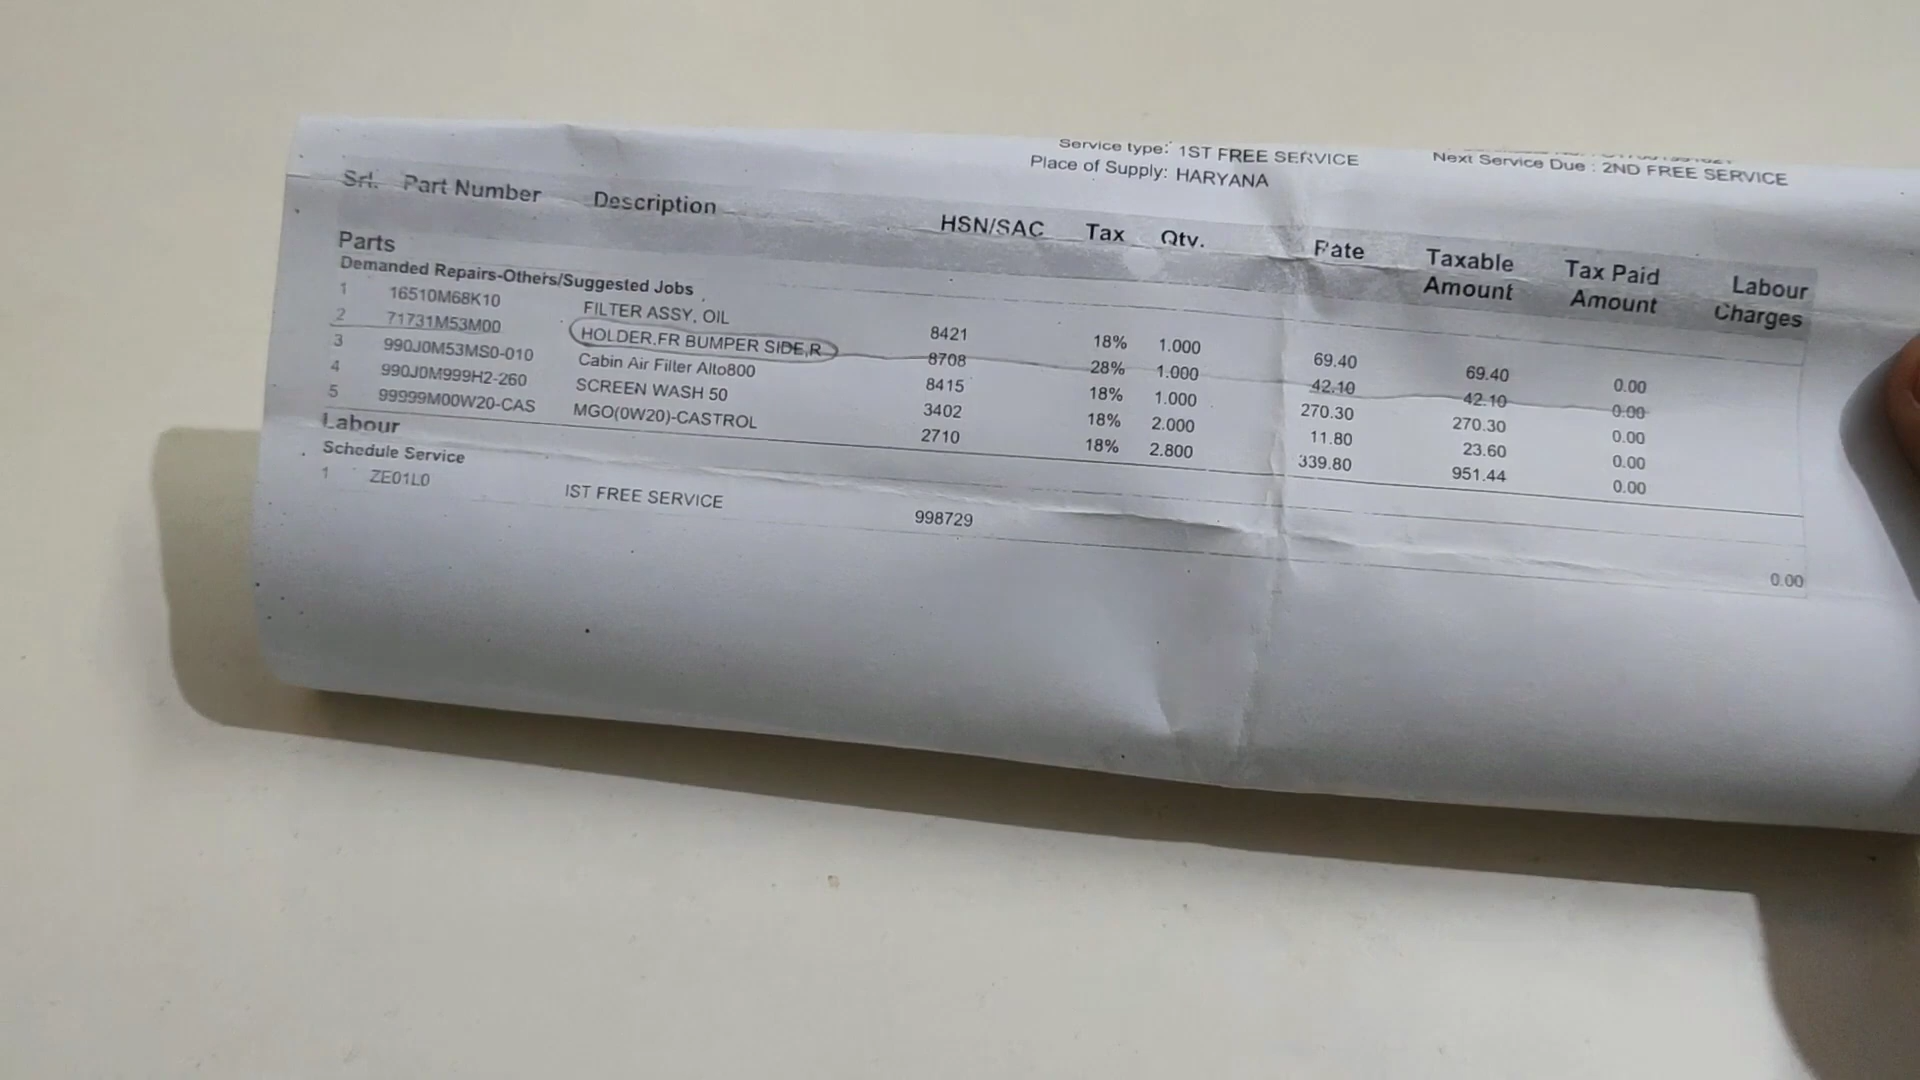 Service type: 1ST FREE SERVICE
Next Service Due : 2ND FREE SERVICE
Place of Supply: HARYANA
Srl. Part Number Description HSN/SAC Tax Qty. Rate Taxable Amount Tax Paid Amount Labour Charges
Parts
Demanded Repairs-Others/Suggested Jobs
1 16510M68K10 FILTER ASSY, OIL 8421 18% 1.000 69.40 69.40 0.00
2 71731M53M00 HOLDER,FR BUMPER SIDE,R 8708 28% 1.000 42.10 42.10 0.00
3 990J0M53MS0-010 Cabin Air Filter Alto800 8415 18% 1.000 270.30 270.30 0.00
4 990J0M999H2-260 SCREEN WASH 50 3402 18% 2.000 11.80 23.60 0.00
5 99999M00W20-CAS MGO(0W20)-CASTROL 2710 18% 2.800 339.80 951.44 0.00
Labour
Schedule Service
1 ZE01L0 IST FREE SERVICE 998729 0.00